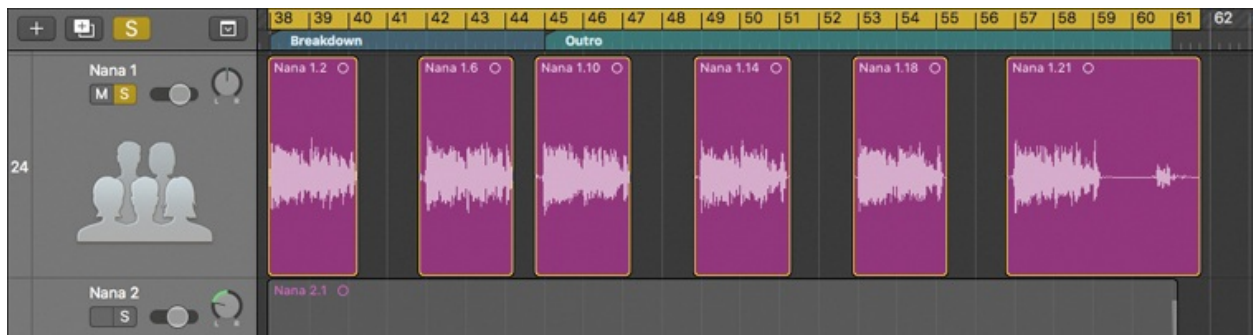 S
38 39 40 41 42 43 44 45 46 47 48 49 50 51 52 53 54 55 56 57 58 59 60 61 62
Breakdown Outro
Nana 1
M S
L R
24
Nana 1.2 Nana 1.6 Nana 1.10 Nana 1.14 Nana 1.18 Nana 1.21
Nana 2
S
L R
Nana 2.1